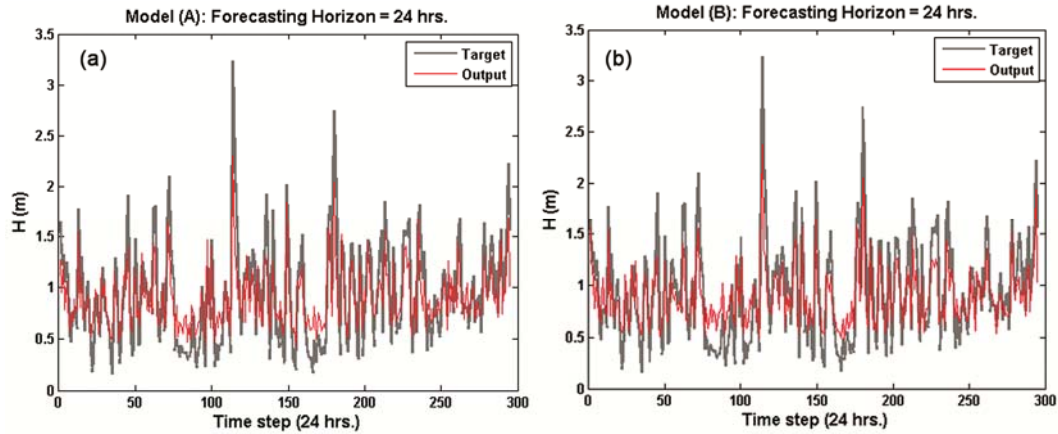 Model (A): Forecasting Horizon = 24 hrs.
(a)
Target
Output
3.5
3
2.5
2
1.5
1
0.5
0
H (m)
0 50 100 150 200 250 300
Time step (24 hrs.)
Model (B): Forecasting Horizon = 24 hrs.
(b)
Target
Output
3.5
3
2.5
2
1.5
1
0.5
0
H (m)
0 50 100 150 200 250 300
Time step (24 hrs.)